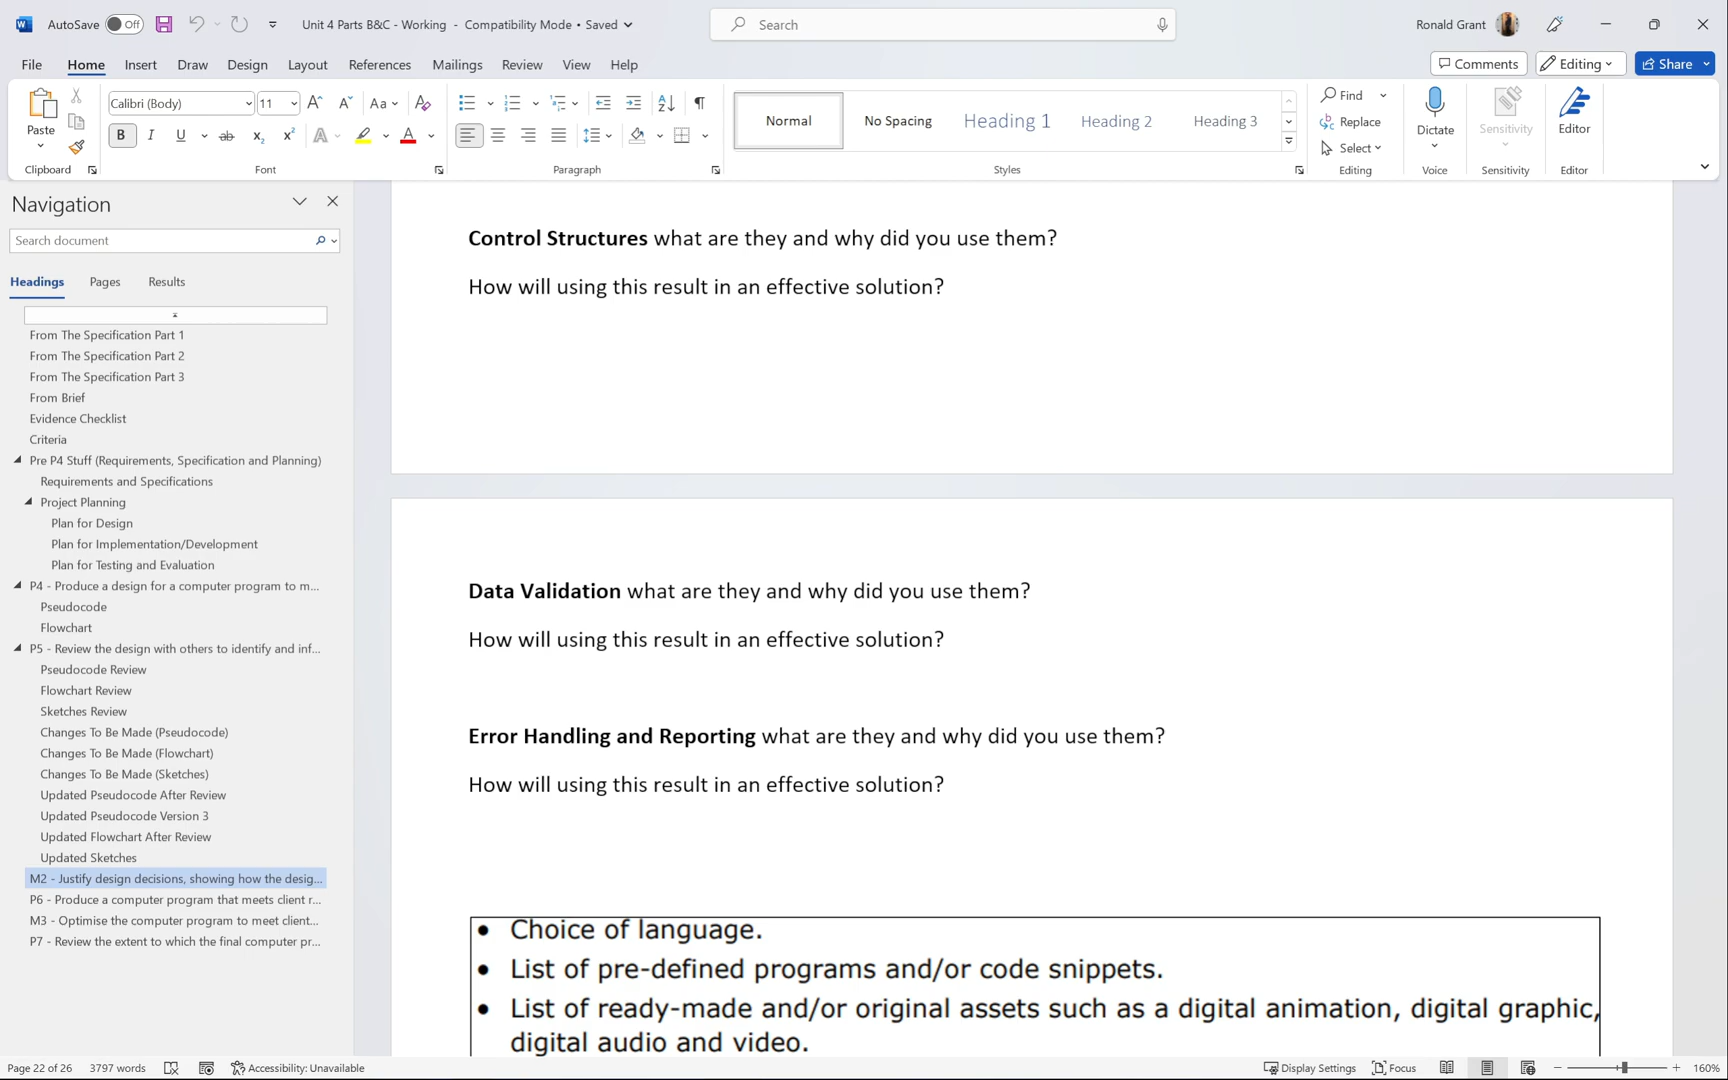 AutoSave Off
Unit 4 Parts B&C - Working - Compatibility Mode • Saved
Search
Ronald Grant
File Home Insert Draw Design Layout References Mailings Review View Help
Comments Editing Share
Paste
Clipboard
Calibri (Body) 11
Font
Paragraph
Normal
No Spacing
Heading 1
Heading 2
Heading 3
Styles
Find
Replace
Select
Editing
Dictate
Voice
Sensitivity
Sensitivity
Editor
Editor
Navigation
Search document
Headings Pages Results
From The Specification Part 1
From The Specification Part 2
From The Specification Part 3
From Brief
Evidence Checklist
Criteria
Pre P4 Stuff (Requirements, Specification and Planning)
Requirements and Specifications
Project Planning
Plan for Design
Plan for Implementation/Development
Plan for Testing and Evaluation
P4 - Produce a design for a computer program to m...
Pseudocode
Flowchart
P5 - Review the design with others to identify and inf...
Pseudocode Review
Flowchart Review
Sketches Review
Changes To Be Made (Pseudocode)
Changes To Be Made (Flowchart)
Changes To Be Made (Sketches)
Updated Pseudocode After Review
Updated Pseudocode Version 3
Updated Flowchart After Review
Updated Sketches
M2 - Justify design decisions, showing how the desig...
P6 - Produce a computer program that meets client r...
M3 - Optimise the computer program to meet client...
P7 - Review the extent to which the final computer pr...
Control Structures what are they and why did you use them?
How will using this result in an effective solution?
Data Validation what are they and why did you use them?
How will using this result in an effective solution?
Error Handling and Reporting what are they and why did you use them?
How will using this result in an effective solution?
• Choice of language.
• List of pre-defined programs and/or code snippets.
• List of ready-made and/or original assets such as a digital animation, digital graphic,
digital audio and video.
Page 22 of 26 3797 words Accessibility: Unavailable
Display Settings Focus 160%